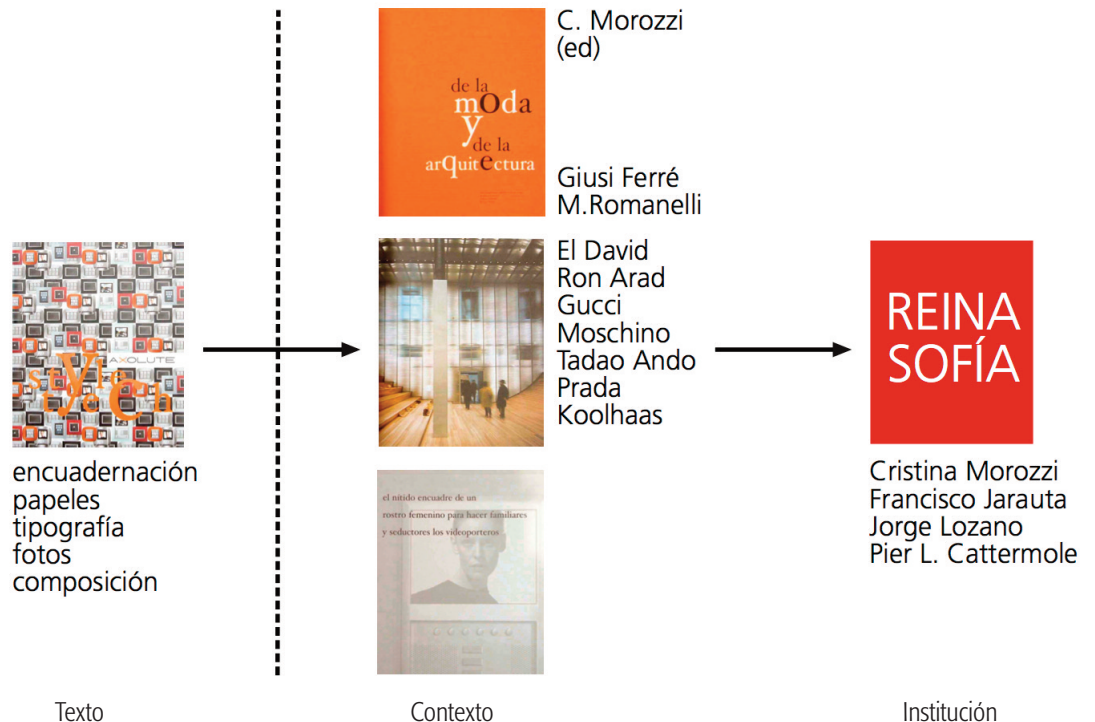 C. Morozzi
(ed)
de la
moda
y
de la
arquitectura
Giusi Ferré
M.Romanelli
El David
Ron Arad
Gucci
Moschino
Tadao Ando
Prada
Koolhaas
AXOLUTE
style
tech
encuadernación
papeles
tipografía
fotos
composición
el nítido encuadre de un
rostro femenino para hacer familiares
y seductores los videoporteros
REINA
SOFÍA
Cristina Morozzi
Francisco Jarauta
Jorge Lozano
Pier L. Cattermole
Texto
Contexto
Institución